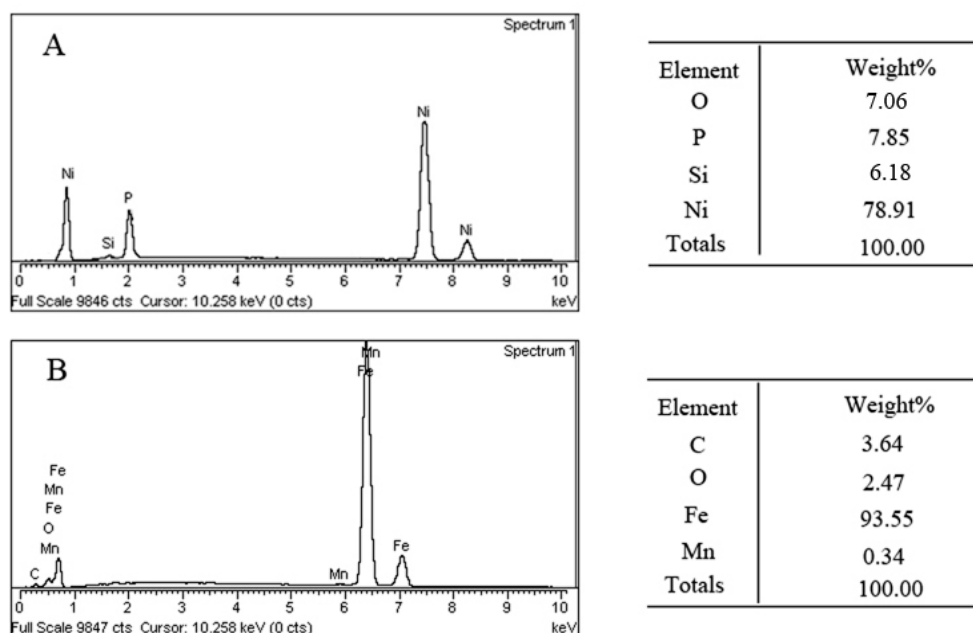 Spectrum 1
A
Ni
Ni
P
Si
Ni
0 1 2 3 4 5 6 7 8 9 10
Full Scale 9846 cts Cursor: 10.258 keV (0 cts) keV
Element Weight%
O 7.06
P 7.85
Si 6.18
Ni 78.91
Totals 100.00
Spectrum 1
B
Mn
Fe
Fe
Mn
Fe
O
Mn
C
Mn
Fe
0 1 2 3 4 5 6 7 8 9 10
Full Scale 9847 cts Cursor: 10.258 keV (0 cts) keV
Element Weight%
C 3.64
O 2.47
Fe 93.55
Mn 0.34
Totals 100.00